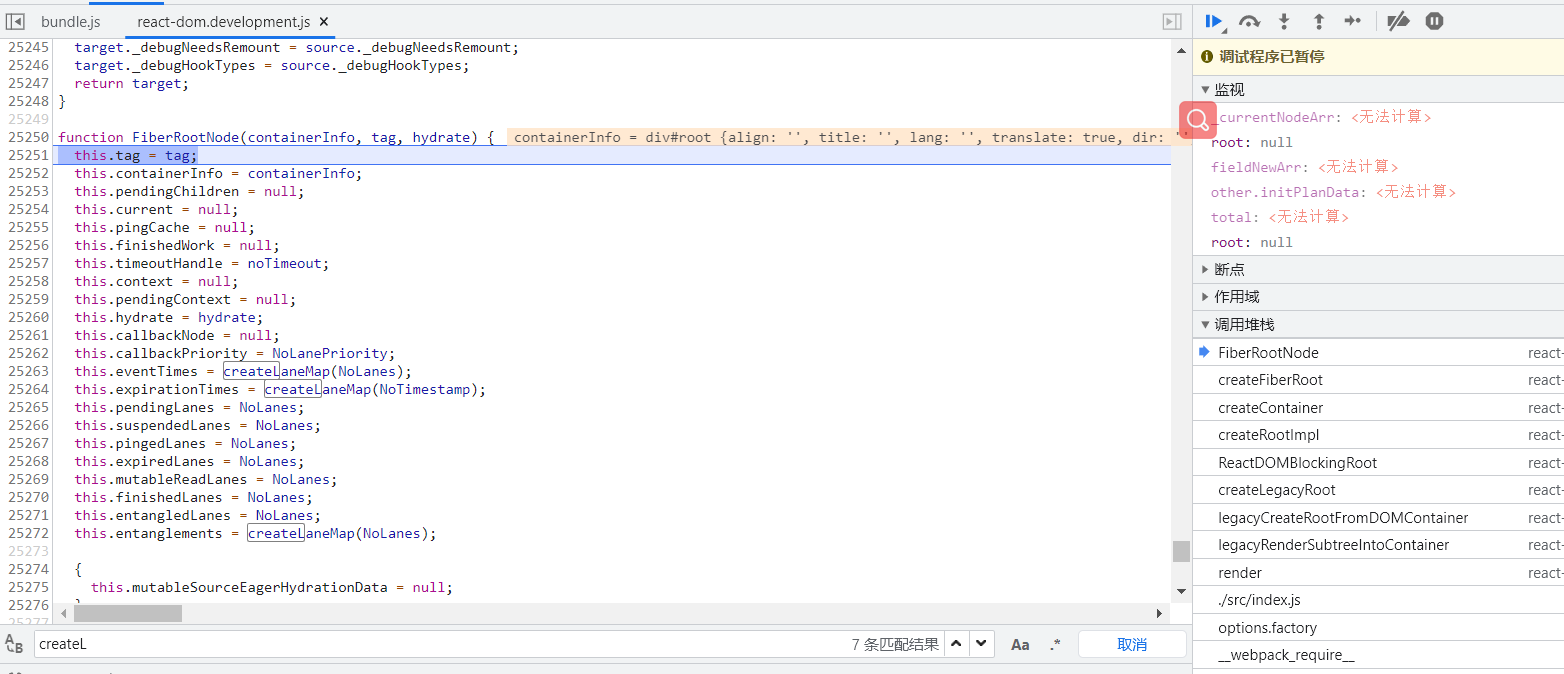 bundle.js
react-dom.development.js ×
25245 target._debugNeedsRemount = source._debugNeedsRemount;
25246 target._debugHookTypes = source._debugHookTypes;
25247 return target;
25248 }
25249
25250 function FiberRootNode(containerInfo, tag, hydrate) { containerInfo = div#root {align: '', title: '', lang: '', translate: true, dir: ''
25251 this.tag = tag;
25252 this.containerInfo = containerInfo;
25253 this.pendingChildren = null;
25254 this.current = null;
25255 this.pingCache = null;
25256 this.finishedWork = null;
25257 this.timeoutHandle = noTimeout;
25258 this.context = null;
25259 this.pendingContext = null;
25260 this.hydrate = hydrate;
25261 this.callbackNode = null;
25262 this.callbackPriority = NoLanePriority;
25263 this.eventTimes = createLaneMap(NoLanes);
25264 this.expirationTimes = createLaneMap(NoTimestamp);
25265 this.pendingLanes = NoLanes;
25266 this.suspendedLanes = NoLanes;
25267 this.pingedLanes = NoLanes;
25268 this.expiredLanes = NoLanes;
25269 this.mutableReadLanes = NoLanes;
25270 this.finishedLanes = NoLanes;
25271 this.entangledLanes = NoLanes;
25272 this.entanglements = createLaneMap(NoLanes);
25273
25274 {
25275 this.mutableSourceEagerHydrationData = null;
25276 }
25277
createL
7 条匹配结果
Aa
.*
取消
调试程序已暂停
监视
_currentNodeArr: <无法计算>
root: null
fieldNewArr: <无法计算>
other.initPlanData: <无法计算>
total: <无法计算>
root: null
断点
作用域
调用堆栈
FiberRootNode react-
createFiberRoot react-
createContainer react-
createRootImpl react-
ReactDOMBlockingRoot react-
createLegacyRoot react-
legacyCreateRootFromDOMContainer react-
legacyRenderSubtreeIntoContainer react-
render react-
./src/index.js
options.factory
__webpack_require__